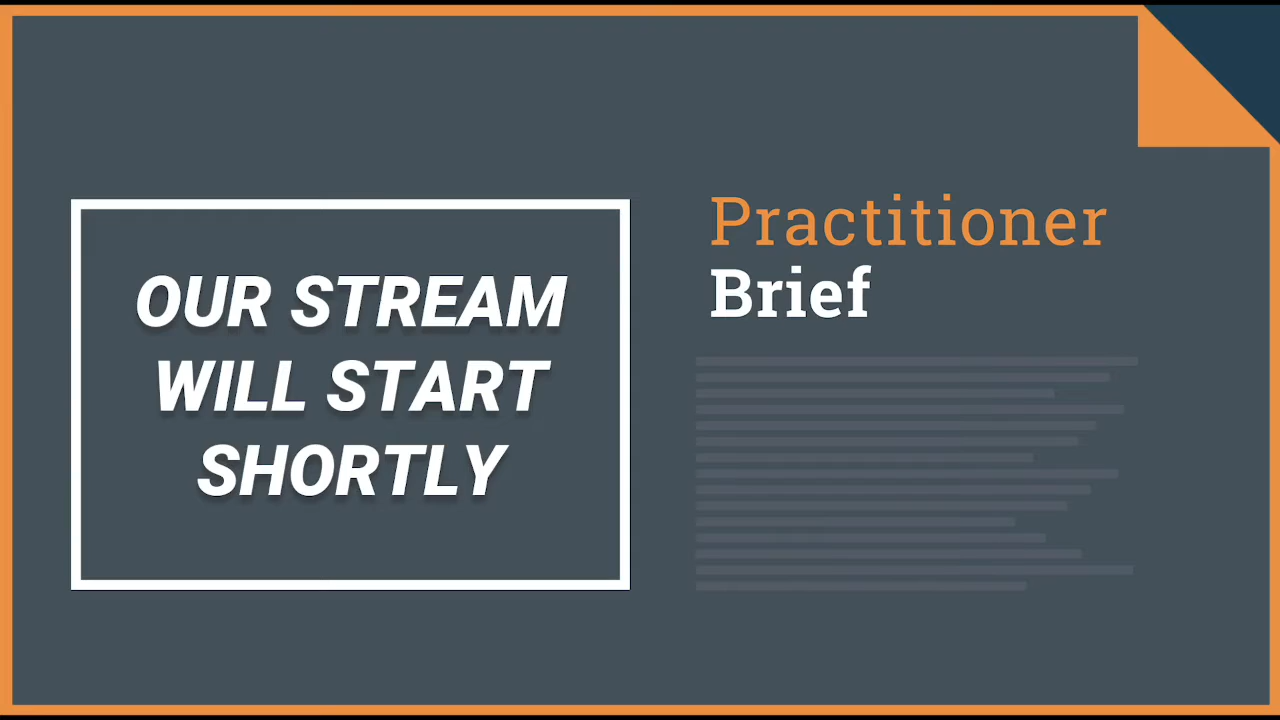 OUR STREAM
WILL START
SHORTLY
Practitioner
Brief